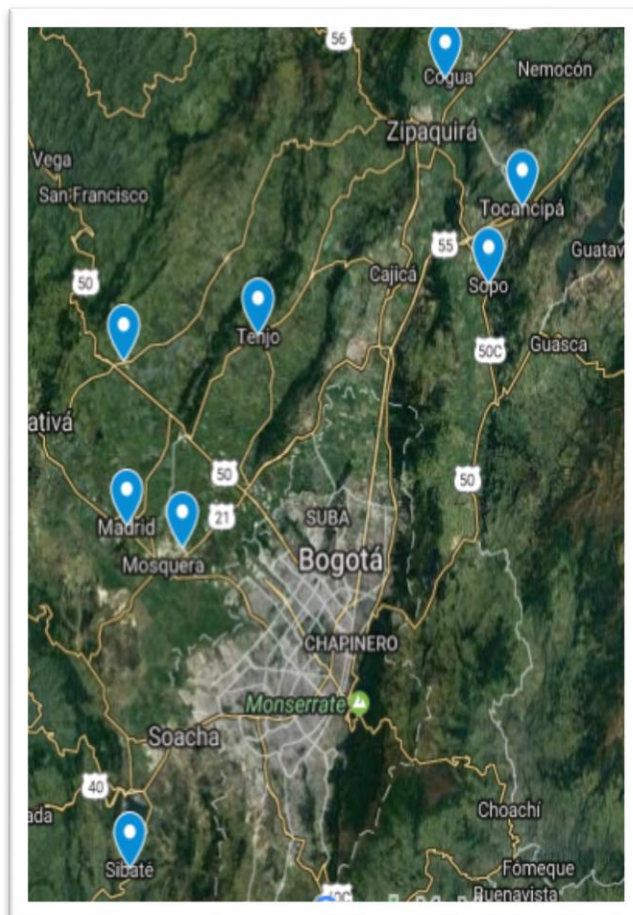 56
Cogua
Nemocón
Zipaquirá
Vega
San Francisco
Tocancipá
55
Guatav
50
Cajicá
Sopo
Tenjo
50C
Guasca
ativá
50
50
Madrid
21
SUBA
Mosquera
Bogotá
CHAPINERO
Monserrate
Soacha
40
ada
Choachí
Sibaté
Fómeque
Buenavista